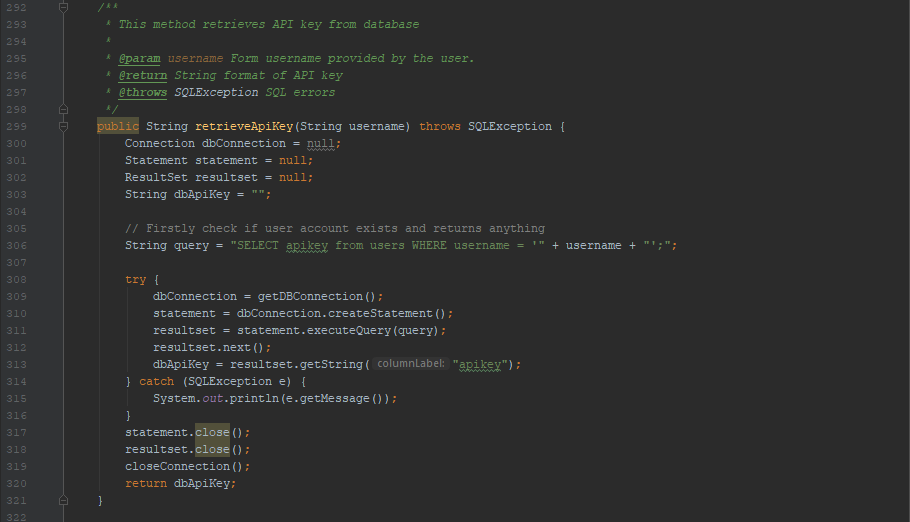 292 /**
293 * This method retrieves API key from database
294 *
295 * @param username Form username provided by the user.
296 * @return String format of API key
297 * @throws SQLException SQL errors
298 */
299 public String retrieveApiKey(String username) throws SQLException {
300 Connection dbConnection = null;
301 Statement statement = null;
302 ResultSet resultset = null;
303 String dbApiKey = "";
304
305 // Firstly check if user account exists and returns anything
306 String query = "SELECT apikey from users WHERE username = '" + username + "';";
307
308 try {
309 dbConnection = getDBConnection();
310 statement = dbConnection.createStatement();
311 resultset = statement.executeQuery(query);
312 resultset.next();
313 dbApiKey = resultset.getString( columnLabel: "apikey");
314 } catch (SQLException e) {
315 System.out.println(e.getMessage());
316 }
317 statement.close();
318 resultset.close();
319 closeConnection();
320 return dbApiKey;
321 }
322